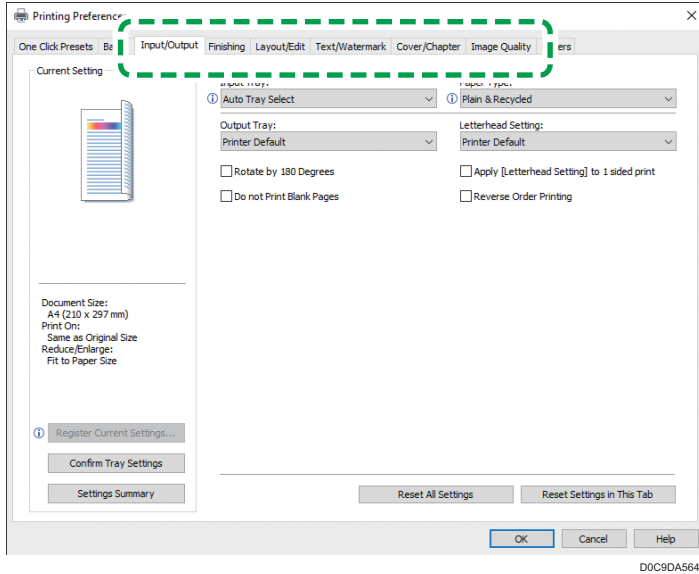 Printing Preferences
One Click Presets Ba Input/Output Finishing Layout/Edit Text/Watermark Cover/Chapter Image Quality ers
Current Setting
Input Tray: Paper Type:
Auto Tray Select Plain & Recycled
Output Tray: Letterhead Setting:
Printer Default Printer Default
Rotate by 180 Degrees Apply [Letterhead Setting] to 1 sided print
Do not Print Blank Pages Reverse Order Printing
Document Size:
A4 (210 x 297 mm)
Print On:
Same as Original Size
Reduce/Enlarge:
Fit to Paper Size
Register Current Settings...
Confirm Tray Settings
Settings Summary Reset All Settings Reset Settings in This Tab
OK Cancel Help
D0C9DA564